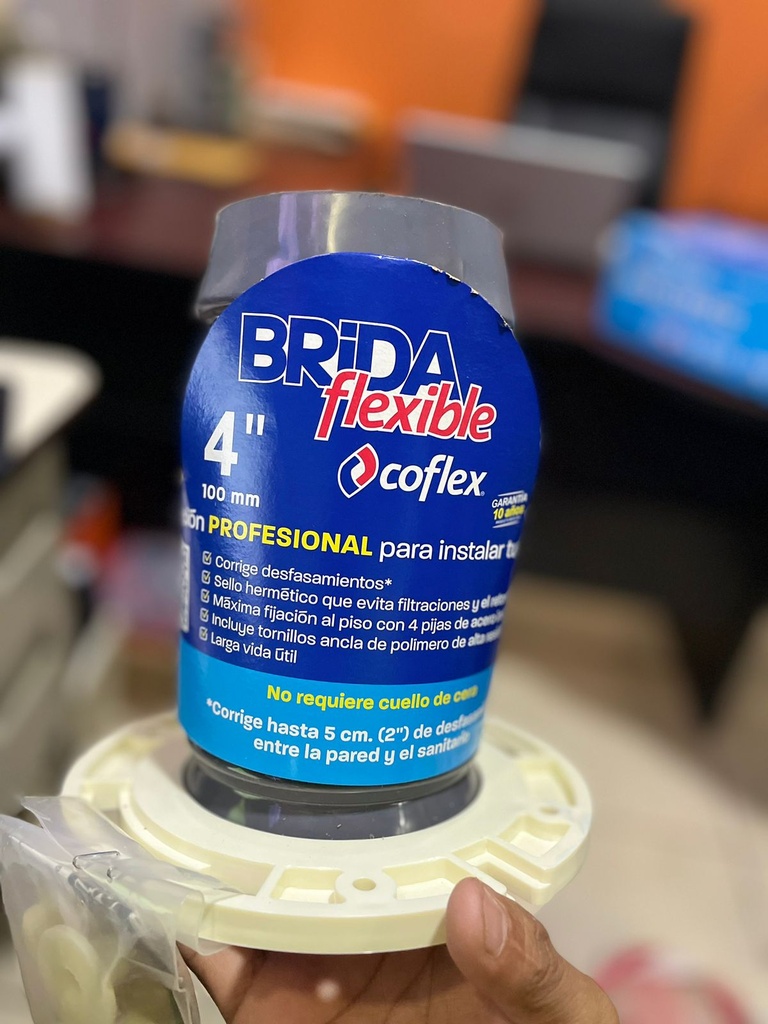 BRiDA
flexible
4"
100 mm
coflex
GARANTÍA
10 años
PROFESIONAL para instalar
Corrige desfasamientos*
Sello hermético que evita filtraciones y el
Máxima fijación al piso con 4 pijas de acero
Incluye tornillos ancla de polímero de alta
Larga vida útil
No requiere cuello de cera
*Corrige hasta 5 cm. (2") de
entre la pared y el sanitario